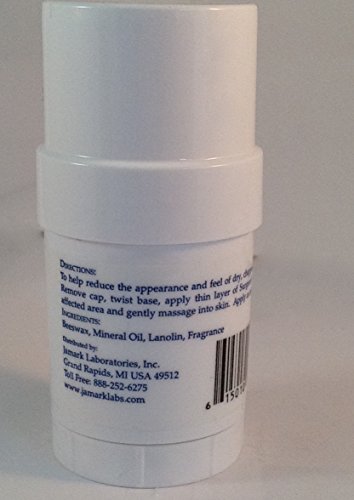 DIRECTIONS:
To help reduce the appearance and feel of dry,
Remove cap, twist base, apply thin layer of
affected area and gently massage into skin. Apply
INGREDIENTS:
Beeswax, Mineral Oil, Lanolin, Fragrance
Distributed by:
Jamark Laboratories, Inc.
Grand Rapids, MI USA 49512
Toll Free: 888-252-6275
www.jamarklabs.com
6 15010